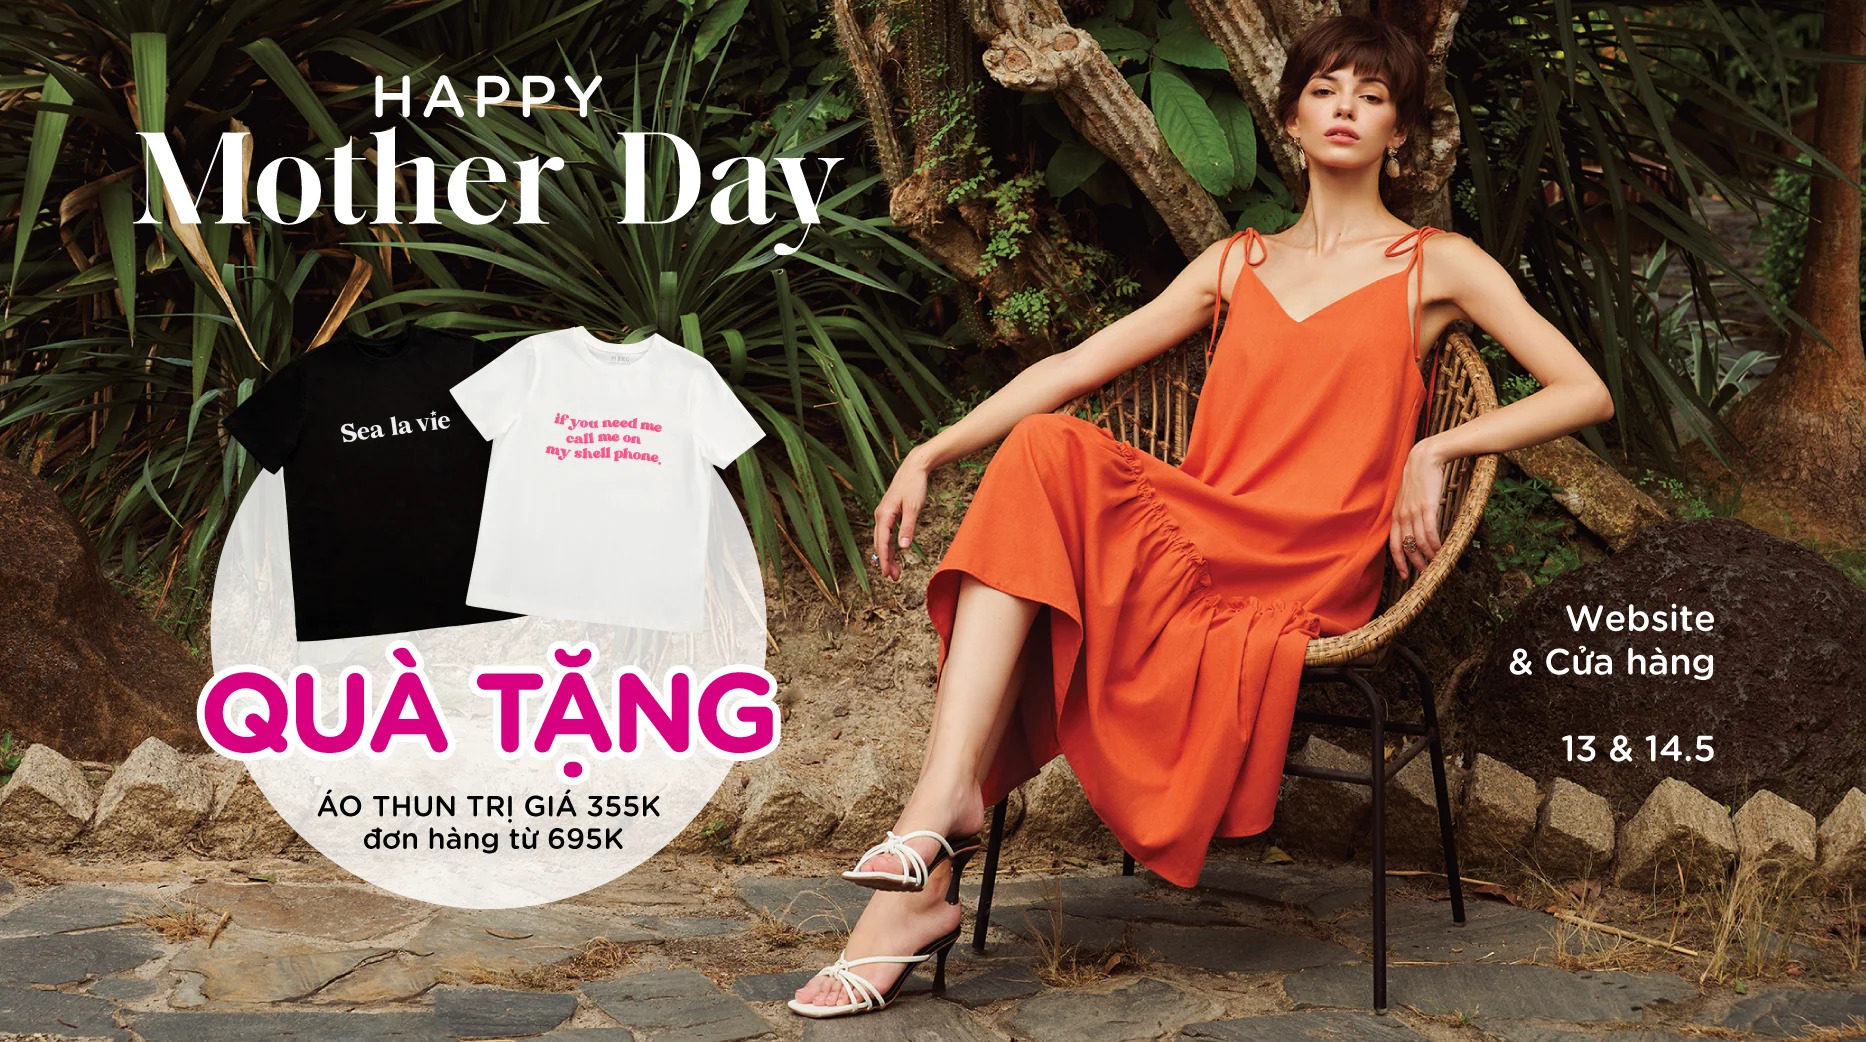 HAPPY
Mother Day
Sea la vie
if you need me
call me on
my shell phone.
QUÀ TẶNG
ÁO THUN TRỊ GIÁ 355K
đơn hàng từ 695K
Website
& Cửa hàng
13 & 14.5